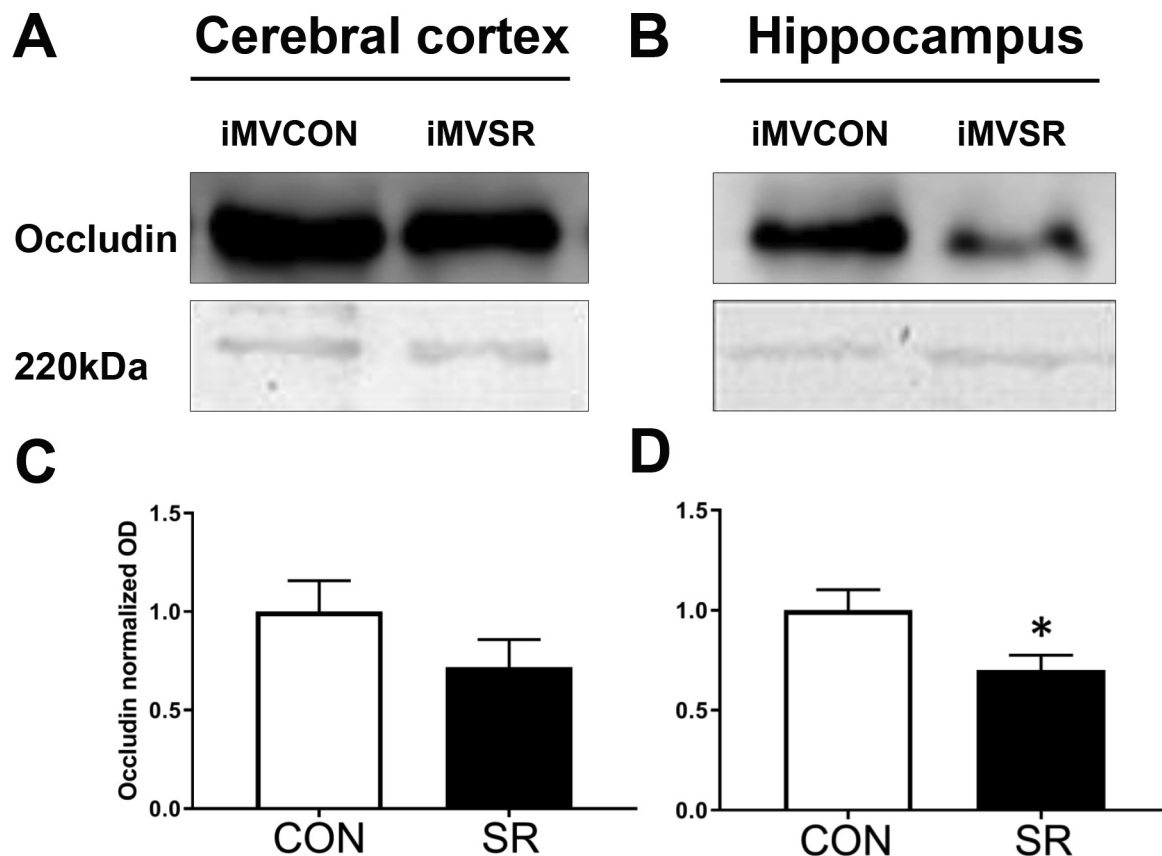 A
Cerebral cortex
B
Hippocampus
iMVCON
iMVSR
iMVCON
iMVSR
Occludin
220kDa
C
D
Occludin normalized OD
1.5
1.0
0.5
0.0
CON
SR
1.5
1.0
0.5
0.0
*
CON
SR